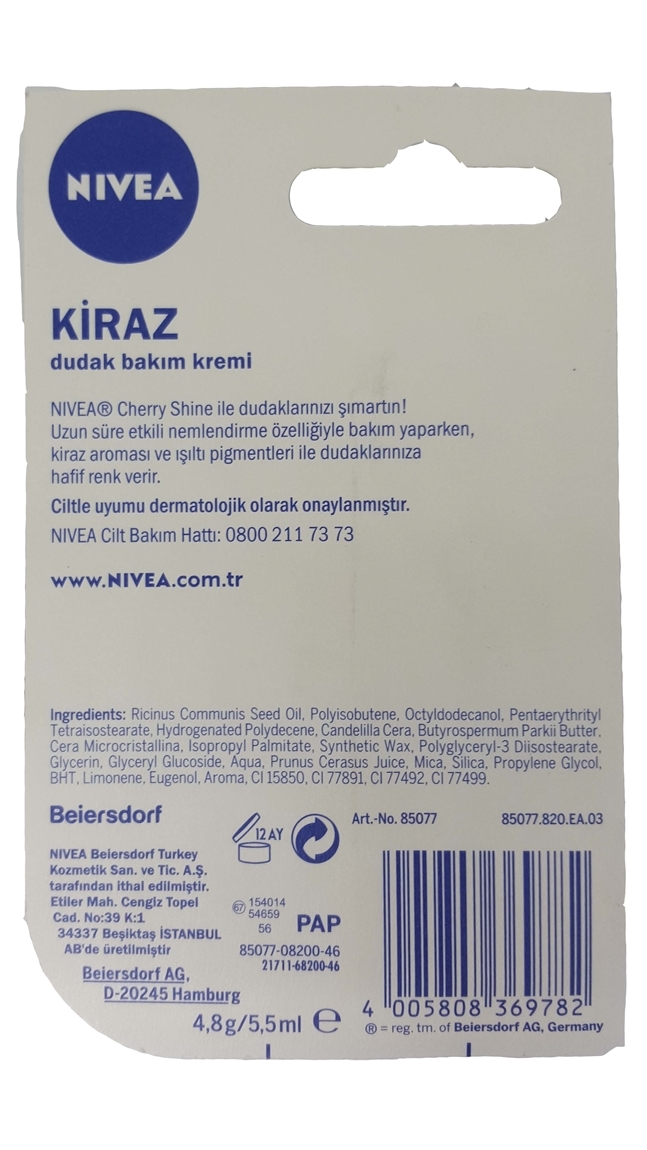 NIVEA
KİRAZ
dudak bakım kremi
NIVEA® Cherry Shine ile dudaklarınızı şımartın!
Uzun süre etkili nemlendirme özelliğiyle bakım yaparken,
kiraz aroması ve ışıltı pigmentleri ile dudaklarınıza
hafif renk verir.
Ciltle uyumu dermatolojik olarak onaylanmıştır.
NIVEA Cilt Bakım Hattı: 0800 211 73 73
www.NIVEA.com.tr
Ingredients: Ricinus Communis Seed Oil, Polyisobutene, Octyldodecanol, Pentaerythrityl
Tetraisostearate, Hydrogenated Polydecene, Candelilla Cera, Butyrospermum Parkii Butter,
Cera Microcristallina, Isopropyl Palmitate, Synthetic Wax, Polyglyceryl-3 Diisostearate,
Glycerin, Glyceryl Glucoside, Aqua, Prunus Cerasus Juice, Mica, Silica, Propylene Glycol,
BHT, Limonene, Eugenol, Aroma, CI 15850, CI 77891, CI 77492, CI 77499.
Beiersdorf
12 AY
Art.-No. 85077
85077.820.EA.03
NIVEA Beiersdorf Turkey
Kozmetik San. ve Tic. A.Ş.
tarafından ithal edilmiştir.
Etiler Mah. Cengiz Topel
Cad. No:39 K:1
34337 Beşiktaş İSTANBUL
AB'de üretilmiştir
Beiersdorf AG,
D-20245 Hamburg
67 154014
54659
56
PAP
85077-08200-46
21711-68200-46
4,8g/5,5ml e
4 005808 369782
® = reg. tm. of Beiersdorf AG, Germany